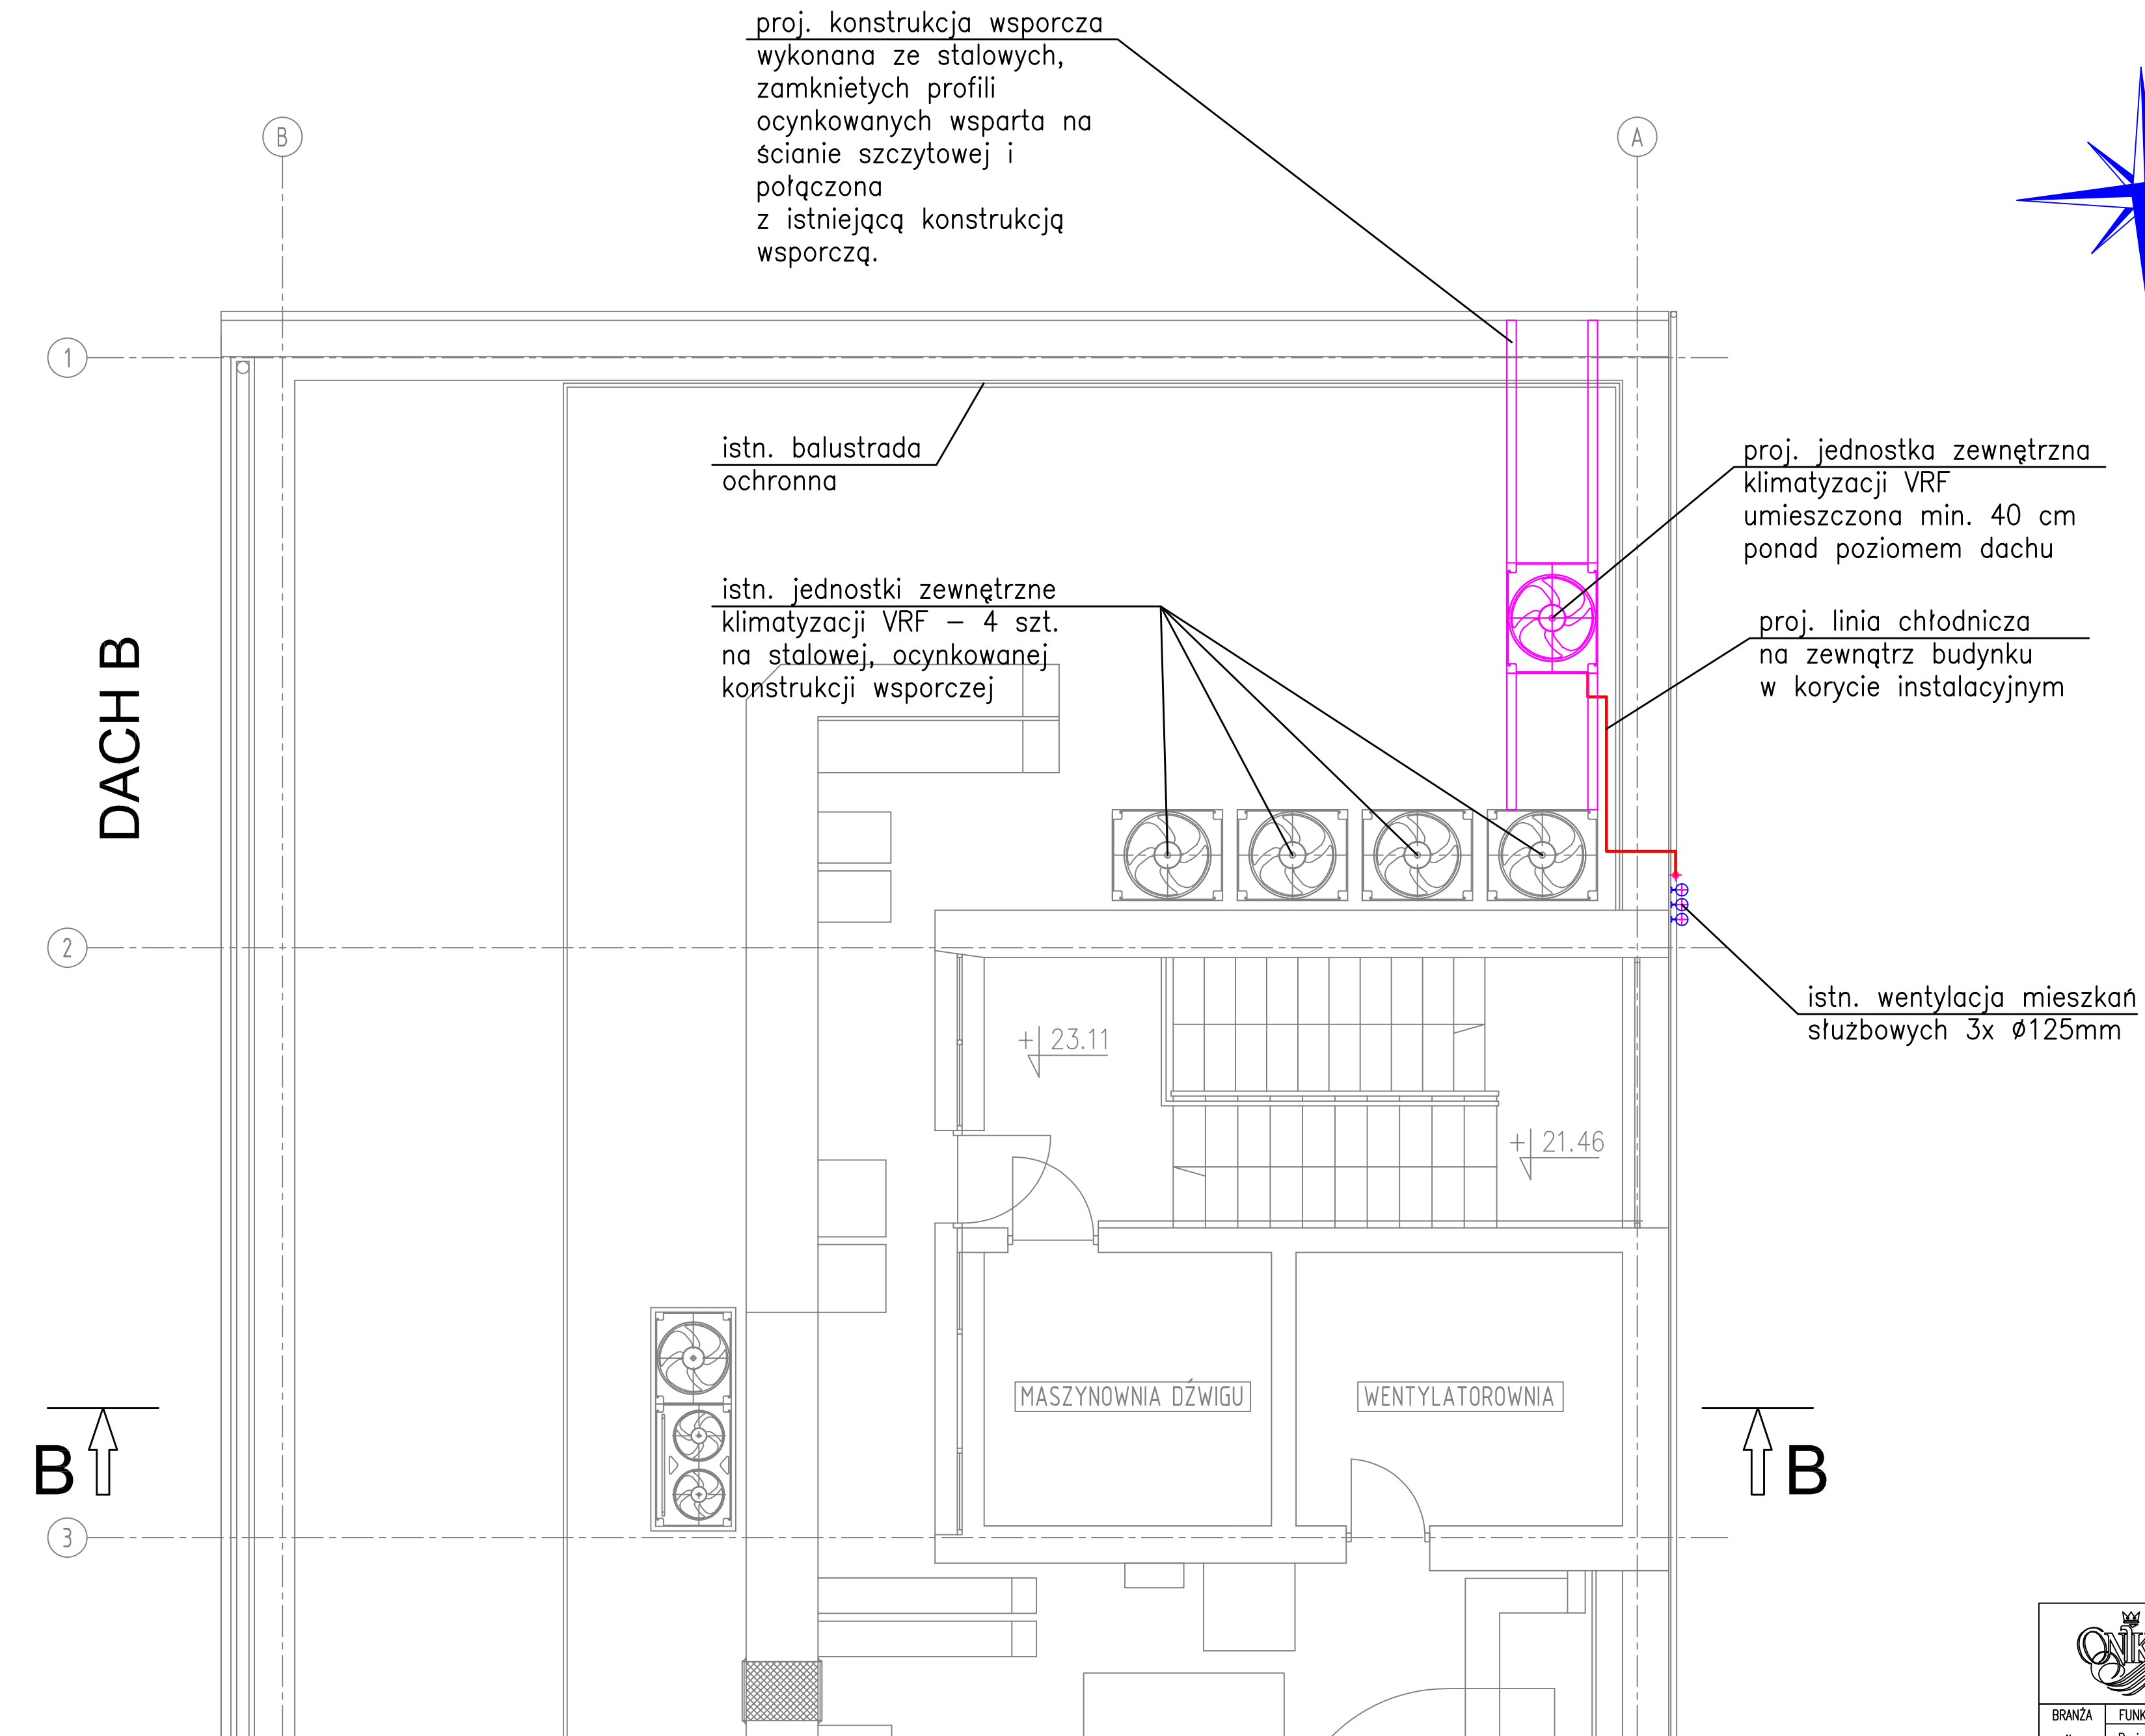 proj. konstrukcja wsporcza
wykonana ze stalowych,
zamknietych profili
ocynkowanych wsparta na
ścianie szczytowej i
połączona
z istniejącą konstrukcją
wsporczą.
B
A
1
istn. balustrada
ochronna
proj. jednostka zewnętrzna
klimatyzacji VRF
umieszczona min. 40 cm
ponad poziomem dachu
istn. jednostki zewnętrzne
klimatyzacji VRF – 4 szt.
na stalowej, ocynkowanej
konstrukcji wsporczej
proj. linia chłodnicza
na zewnątrz budynku
w korycie instalacyjnym
DACH B
2
istn. wentylacja mieszkań
służbowych 3x Ø125mm
+ 23.11
+ 21.46
MASZYNOWNIA DŹWIGU
WENTYLATOROWNIA
B
B
3
BRANŻA